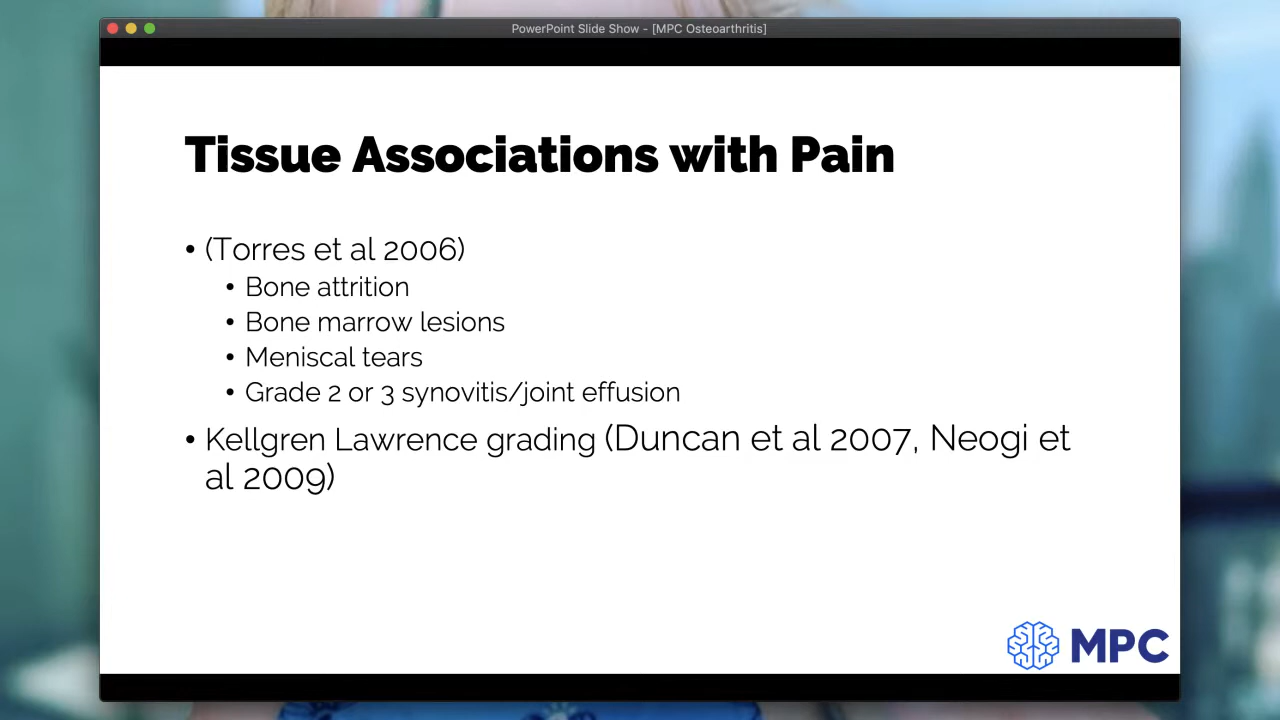 PowerPoint Slide Show - [MPC Osteoarthritis]
Tissue Associations with Pain
• (Torres et al 2006)
• Bone attrition
• Bone marrow lesions
• Meniscal tears
• Grade 2 or 3 synovitis/joint effusion
• Kellgren Lawrence grading (Duncan et al 2007, Neogi et
al 2009)
MPC